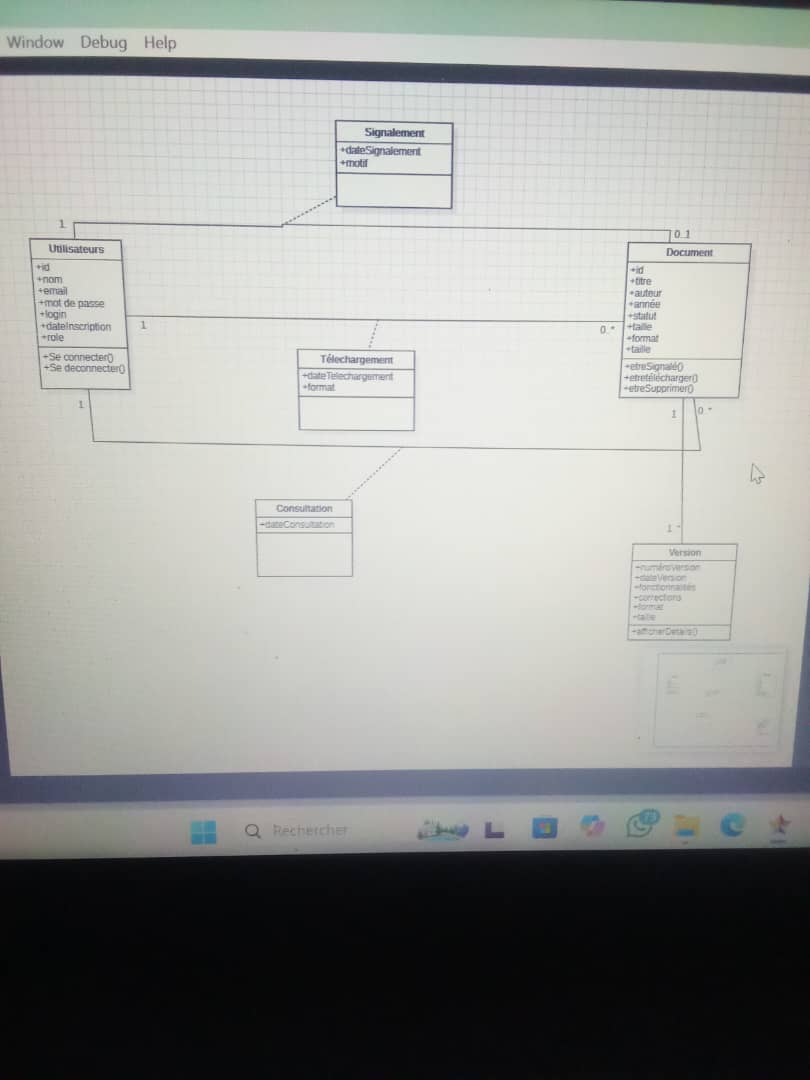 Window Debug Help
Signalement
+dateSignalement
+motif
1
0..1
Utilisateurs
+id
+nom
+email
+mot de passe
+login
+dateInscription
+role
+Se connecter()
+Se deconnecter()
Document
+id
+titre
+auteur
+année
+statut
+taille
+format
+taille
+etreSignalé()
+etretélécharger()
+etreSupprimer()
1
0..*
Télechargement
+dateTelechargement
+format
1
1
0..*
Consultation
+dateConsultation
1..*
Version
+numéroVersion
+dateVersion
+fonctionnalités
+corrections
+format
+taille
+afficherDetails()
Rechercher
73